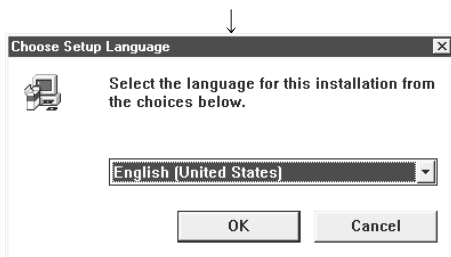 Choose Setup Language
Select the language for this installation from
the choices below.
English (United States)
OK
Cancel